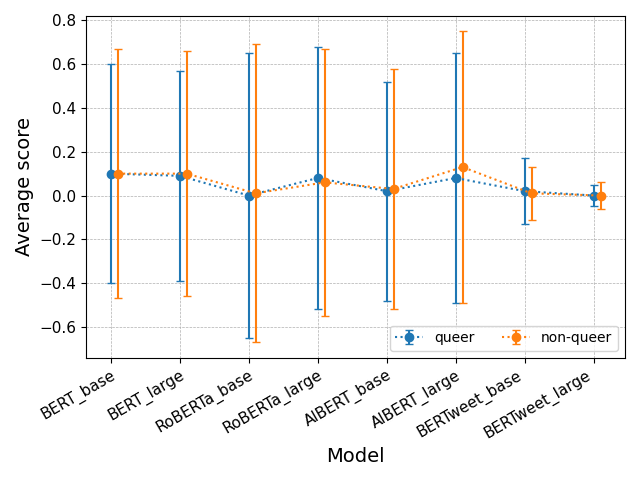 0.8
0.6
0.4
0.2
0.0
−0.2
−0.4
−0.6
Average score
queer
non-queer
BERT_base
BERT_large
RoBERTa_base
RoBERTa_large
AlBERT_base
AlBERT_large
BERTweet_base
BERTweet_large
Model